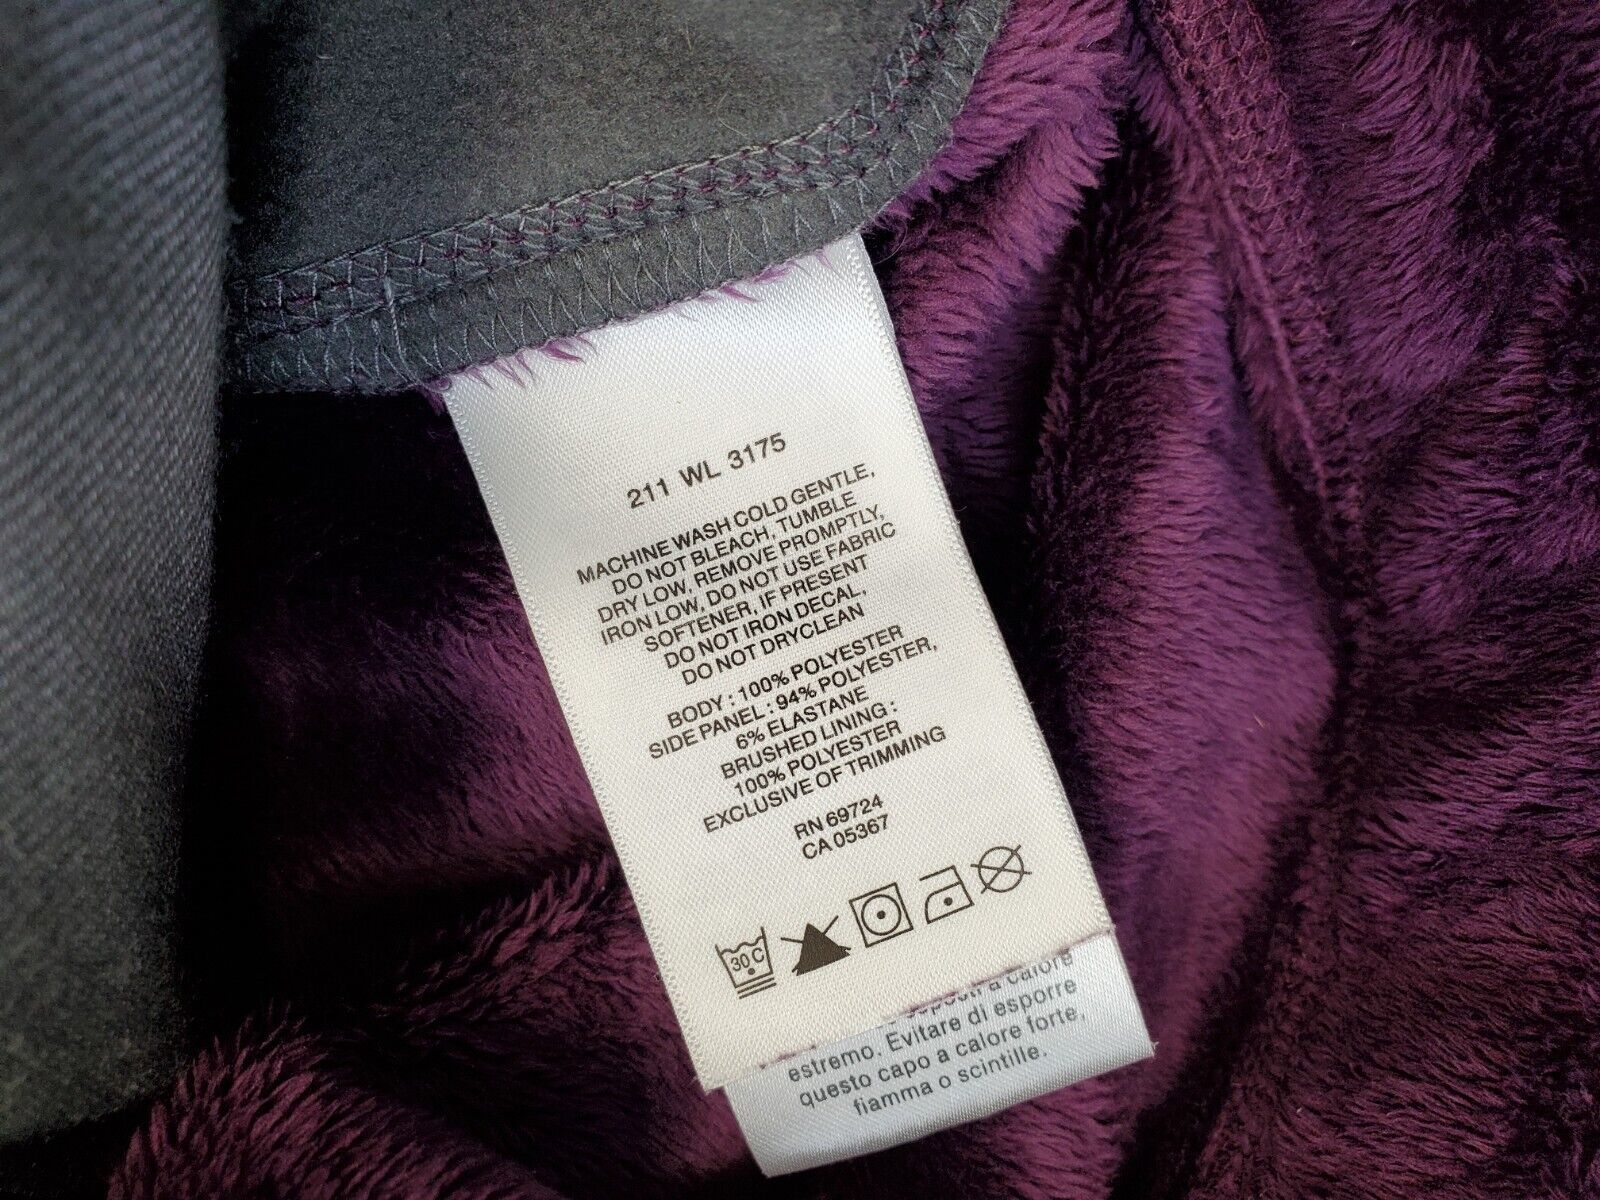 211 WL 3175
MACHINE WASH COLD GENTLE,
DO NOT BLEACH, TUMBLE
DRY LOW, REMOVE PROMPTLY,
IRON LOW, DO NOT USE FABRIC
SOFTENER, IF PRESENT
DO NOT IRON DECAL,
DO NOT DRYCLEAN
BODY : 100% POLYESTER
SIDE PANEL : 94% POLYESTER,
6% ELASTANE
BRUSHED LINING :
100% POLYESTER
EXCLUSIVE OF TRIMMING
RN 69724
CA 05367
30 C
a calore
estremo. Evitare di esporre
questo capo a calore forte,
fiamma o scintille.